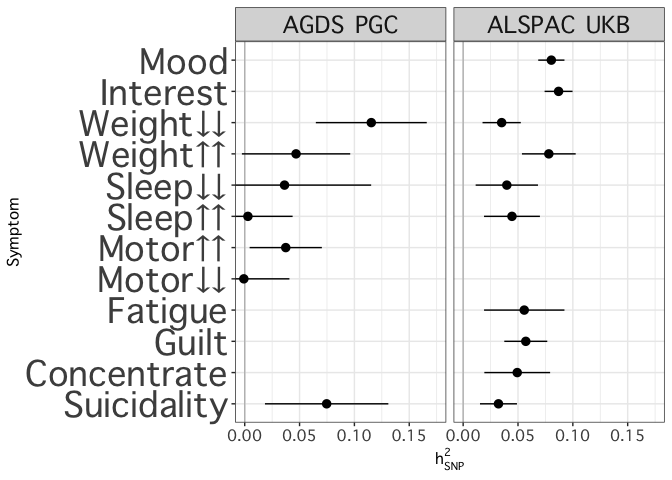 AGDS PGC
ALSPAC UKB
Symptom
Mood
Interest
Weight↓↓
Weight↑↑
Sleep↓↓
Sleep↑↑
Motor↑↑
Motor↓↓
Fatigue
Guilt
Concentrate
Suicidality
0.00 0.05 0.10 0.15
0.00 0.05 0.10 0.15
h²SNP